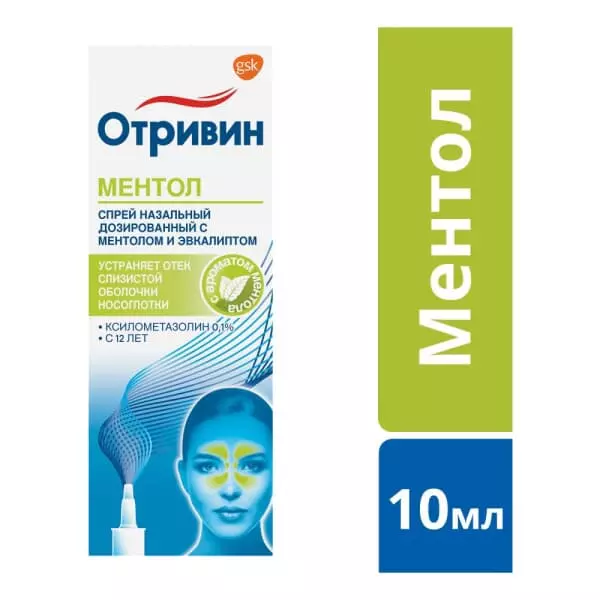 gsk
Отривин
МЕНТОЛ
СПРЕЙ НАЗАЛЬНЫЙ
ДОЗИРОВАННЫЙ С
МЕНТОЛОМ И ЭВКАЛИПТОМ
УСТРАНЯЕТ ОТЕК
СЛИЗИСТОЙ
ОБОЛОЧКИ
НОСОГЛОТКИ
с ароматом ментола
• КСИЛОМЕТАЗОЛИН 0,1%
• С 12 ЛЕТ
Ментол
10мл